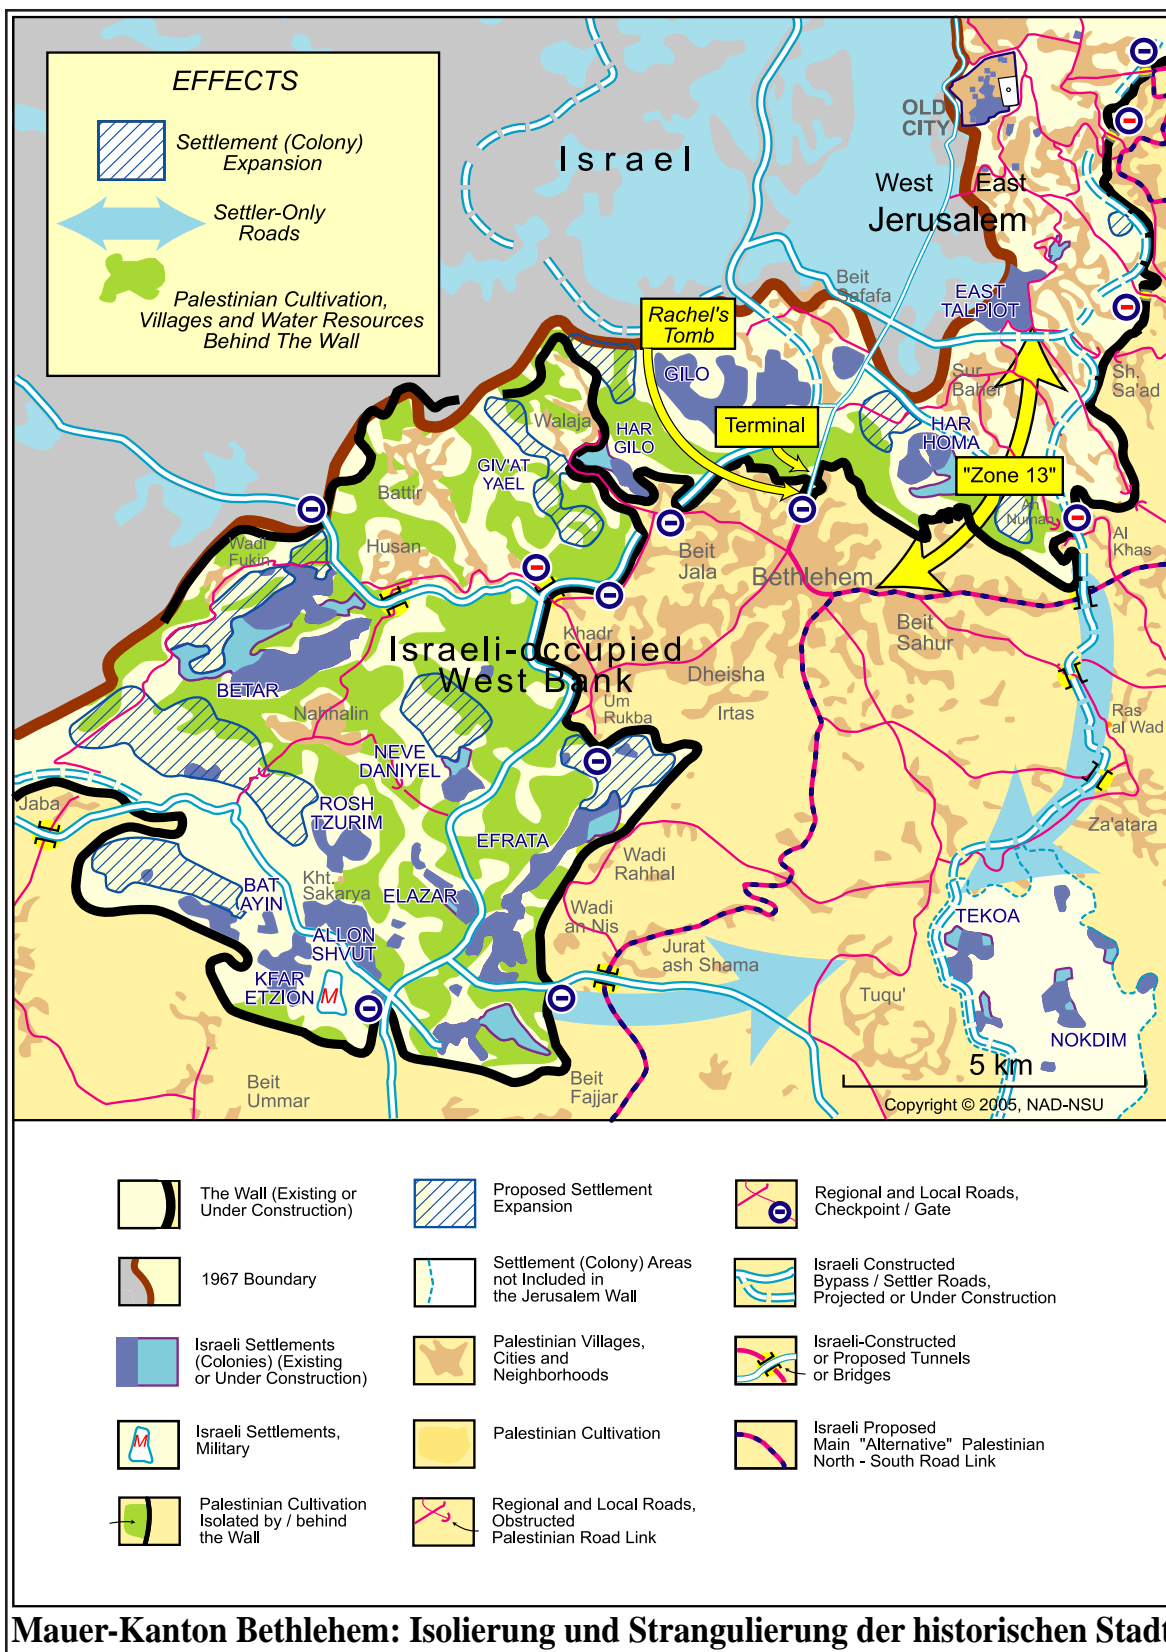 EFFECTS
Settlement (Colony)
Expansion
Settler-Only
Roads
Palestinian Cultivation,
Villages and Water Resources
Behind The Wall
Israel
OLD
CITY
West East
Jerusalem
Beit
Safafa
EAST
TALPIOT
Rachel's
Tomb
GILO
Sur
Baher
Sh.
Sa'ad
Walaja
HAR
GILO
Terminal
HAR
HOMA
GIV'AT
YAEL
"Zone 13"
Battir
An
Numan
Wadi
Fukin
Husan
Beit
Jala
Bethlehem
Al
Khas
Khadr
Beit
Sahur
Israeli-occupied
West Bank
BETAR
Dheisha
Um
Rukba
Irtas
Ras
al Wad
Nahhalin
NEVE
DANIYEL
Jaba
ROSH
TZURIM
EFRATA
Za'atara
Wadi
Rahhal
BAT
AYIN
Kht.
Sakarya
ELAZAR
Wadi
an Nis
TEKOA
ALLON
SHVUT
Jurat
ash Shama
KFAR
ETZION
M
Tuqu'
NOKDIM
Beit
Ummar
Beit
Fajjar
5 km
Copyright © 2005, NAD-NSU
The Wall (Existing or
Under Construction)
1967 Boundary
Israeli Settlements
(Colonies) (Existing
or Under Construction)
M
Israeli Settlements,
Military
Palestinian Cultivation
Isolated by / behind
the Wall
Proposed Settlement
Expansion
Settlement (Colony) Areas
not Included in
the Jerusalem Wall
Palestinian Villages,
Cities and
Neighborhoods
Palestinian Cultivation
Regional and Local Roads,
Obstructed
Palestinian Road Link
Regional and Local Roads,
Checkpoint / Gate
Israeli Constructed
Bypass / Settler Roads,
Projected or Under Construction
Israeli-Constructed
or Proposed Tunnels
or Bridges
Israeli Proposed
Main "Alternative" Palestinian
North - South Road Link
Mauer-Kanton Bethlehem: Isolierung und Strangulierung der historischen Stadt